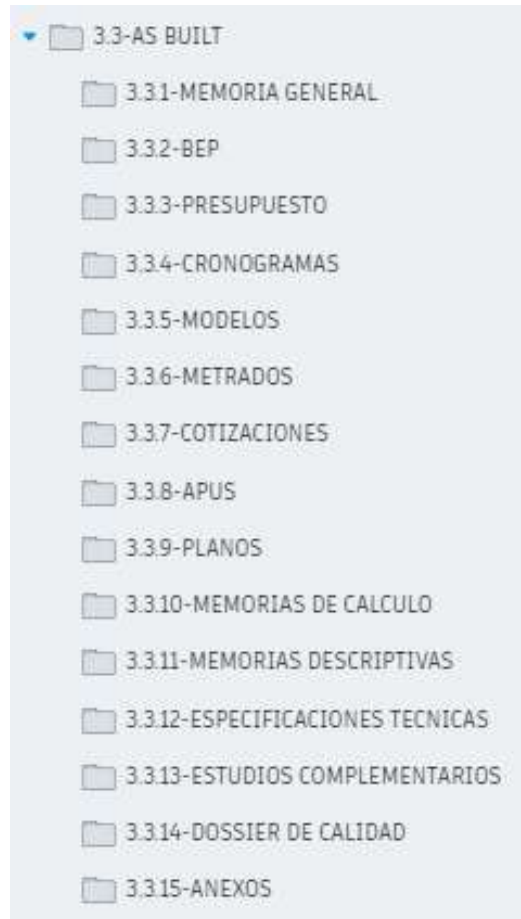 3.3-AS BUILT
3.3.1-MEMORIA GENERAL
3.3.2-BEP
3.3.3-PRESUPUESTO
3.3.4-CRONOGRAMAS
3.3.5-MODELOS
3.3.6-METRADOS
3.3.7-COTIZACIONES
3.3.8-APUS
3.3.9-PLANOS
3.3.10-MEMORIAS DE CALCULO
3.3.11-MEMORIAS DESCRIPTIVAS
3.3.12-ESPECIFICACIONES TECNICAS
3.3.13-ESTUDIOS COMPLEMENTARIOS
3.3.14-DOSSIER DE CALIDAD
3.3.15-ANEXOS